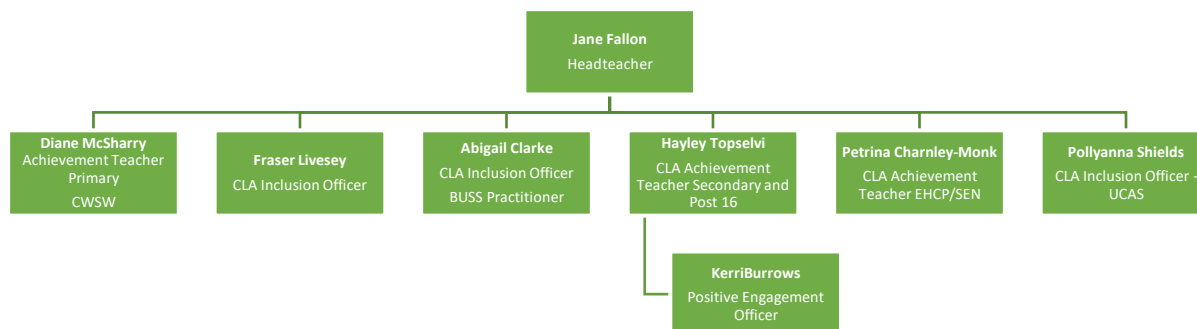 Jane Fallon
Headteacher
Diane McSharry
Achievement Teacher
Primary
CWSW
Fraser Livesey
CLA Inclusion Officer
Abigail Clarke
CLA Inclusion Officer
BUSS Practitioner
Hayley Topselvi
CLA Achievement
Teacher Secondary and
Post 16
Petrina Charnley-Monk
CLA Achievement
Teacher EHCP/SEN
Pollyanna Shields
CLA Inclusion Officer -
UCAS
KerriBurrows
Positive Engagement
Officer